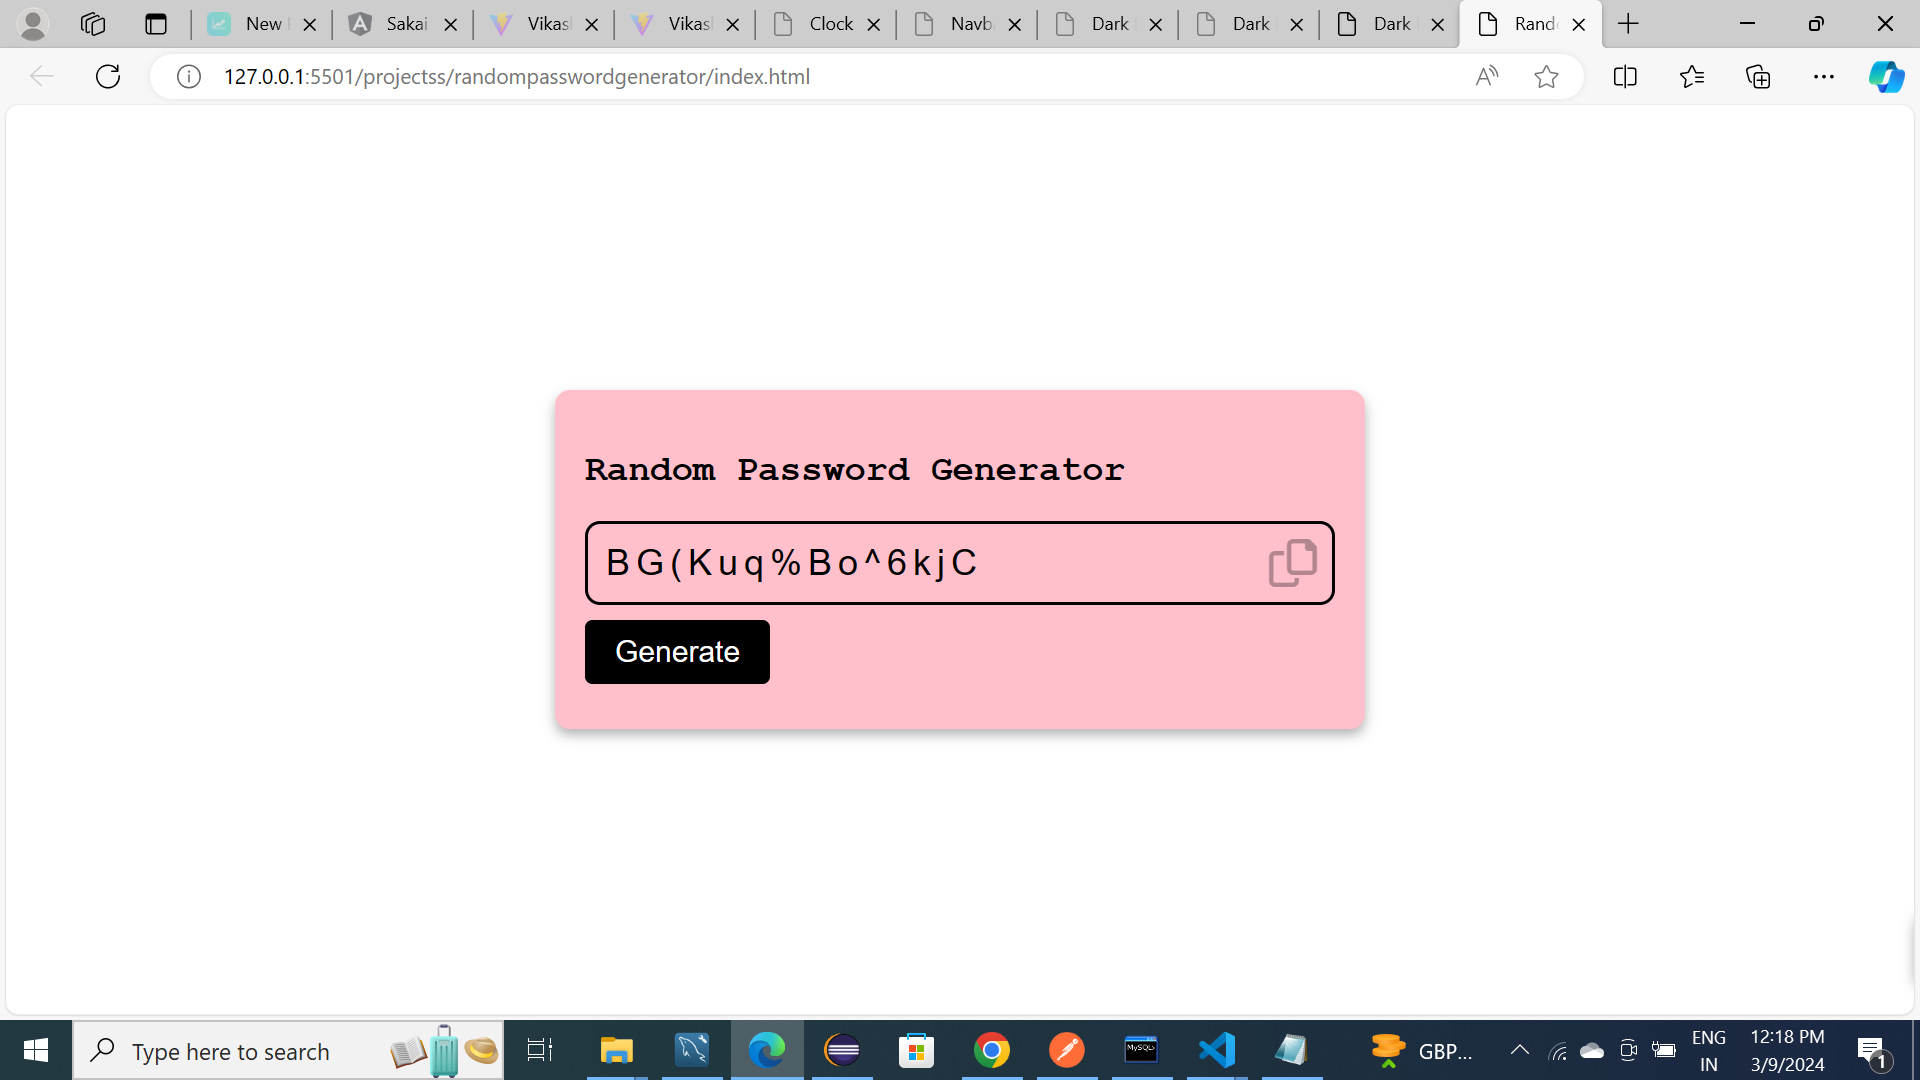 New
Sakai
Vikas
Vikas
Clock
Navb
Dark
Dark
Dark
Rand
127.0.0.1:5501/projectss/randompasswordgenerator/index.html
Random Password Generator
BG(Kuq%Bo^6kjC
Generate
Type here to search
MySQL
GBP...
ENG
IN
12:18 PM
3/9/2024
1